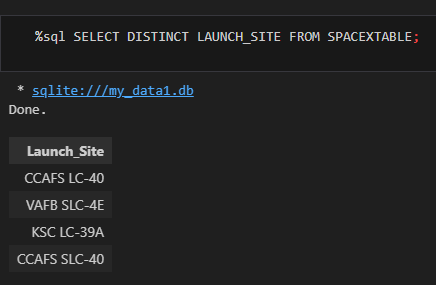 %sql SELECT DISTINCT LAUNCH_SITE FROM SPACEXTABLE;
* sqlite:///my_data1.db
Done.
Launch_Site
CCAFS LC-40
VAFB SLC-4E
KSC LC-39A
CCAFS SLC-40